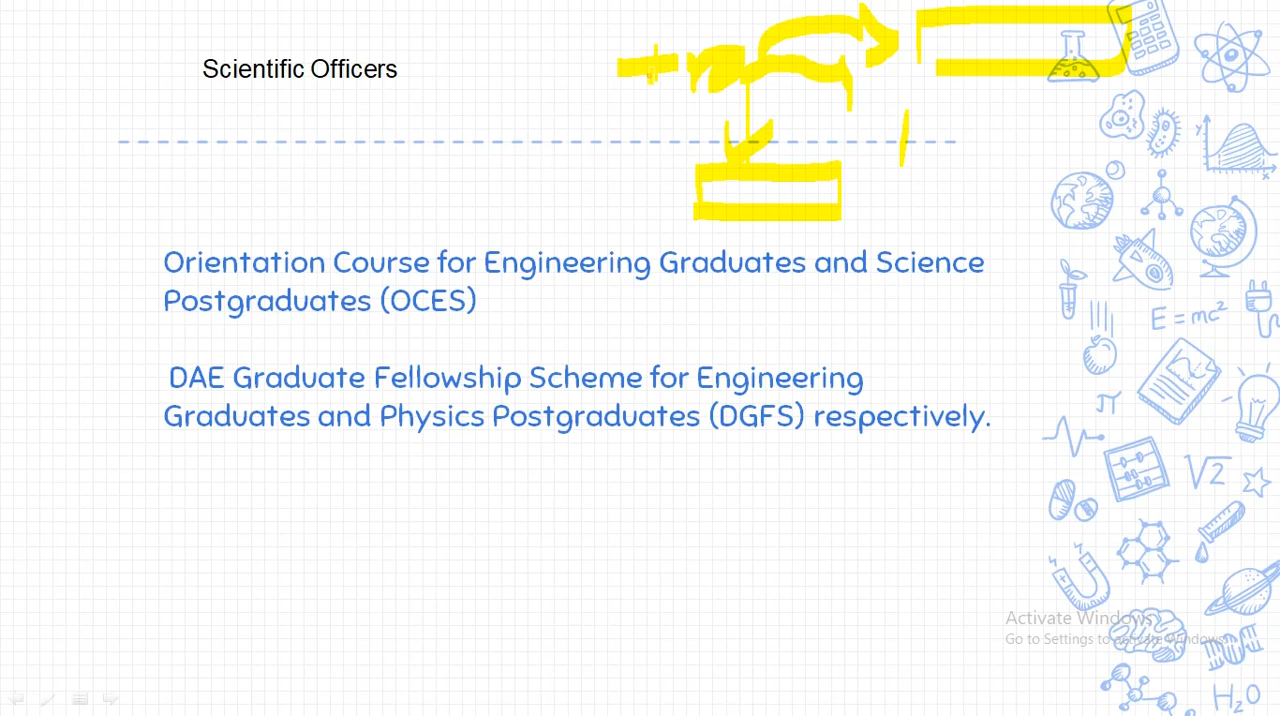 Scientific Officers
Orientation Course for Engineering Graduates and Science
Postgraduates (OCES)
DAE Graduate Fellowship Scheme for Engineering
Graduates and Physics Postgraduates (DGFS) respectively.
y
x
E = mc²
π
√2
Activate Windows
Go to Settings to activate Windows.
H₂O